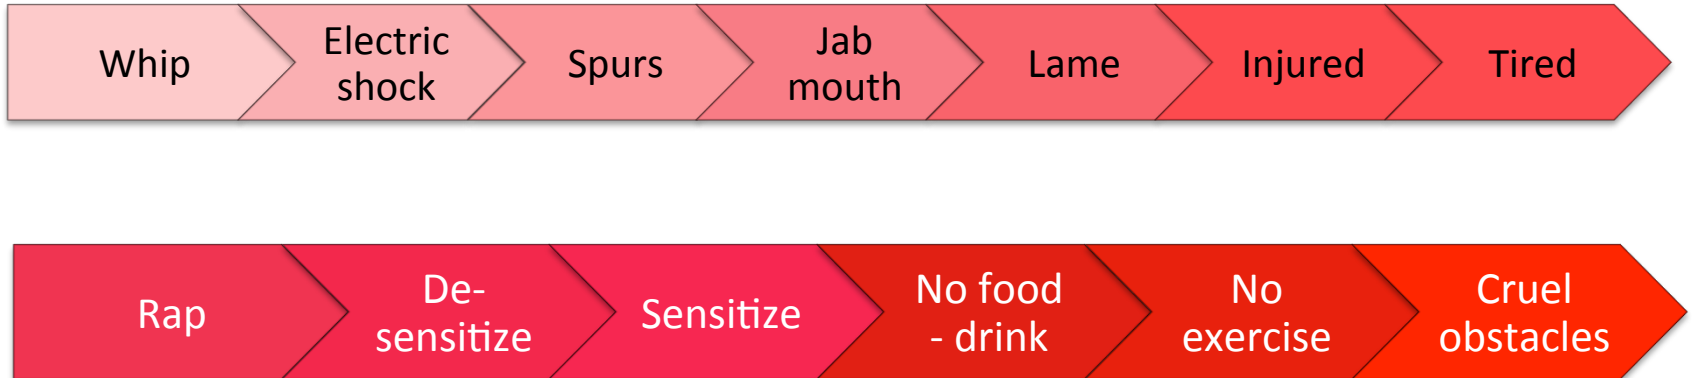 Whip
Electric
shock
Spurs
Jab
mouth
Lame
Injured
Tired
Rap
De-
sensitize
Sensitize
No food
- drink
No
exercise
Cruel
obstacles